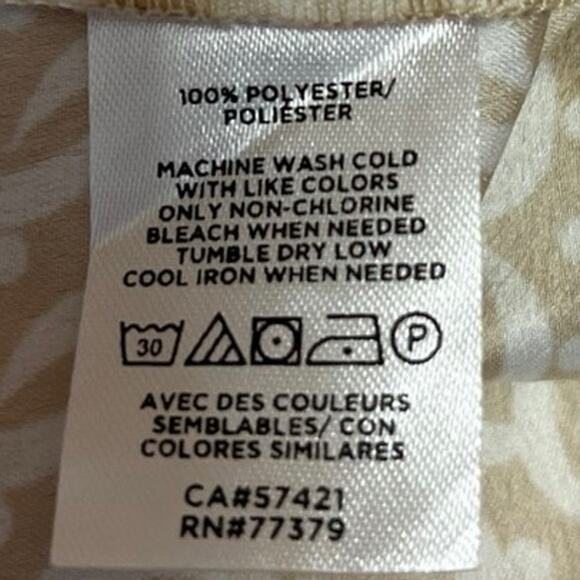 100% POLYESTER/
POLIÉSTER
MACHINE WASH COLD
WITH LIKE COLORS
ONLY NON-CHLORINE
BLEACH WHEN NEEDED
TUMBLE DRY LOW
COOL IRON WHEN NEEDED
30 P
AVEC DES COULEURS
SEMBLABLES/ CON
COLORES SIMILARES
CA#57421
RN#77379